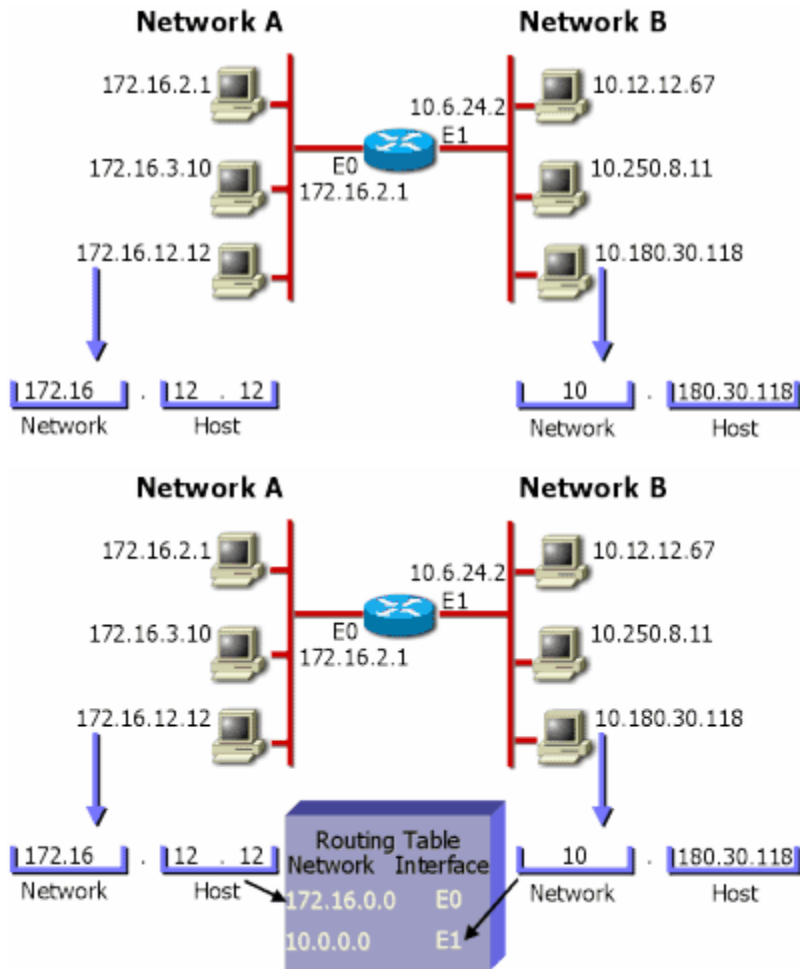 Network A Network B
172.16.2.1 10.12.12.67
10.6.24.2
E1
172.16.3.10 E0 10.250.8.11
172.16.2.1
172.16.12.12 10.180.30.118
172.16 . 12 . 12 10 . 180.30.118
Network Host Network Host
Network A Network B
172.16.2.1 10.12.12.67
10.6.24.2
E1
172.16.3.10 E0 10.250.8.11
172.16.2.1
172.16.12.12 10.180.30.118
172.16 . 12 . 12 10 . 180.30.118
Network Host Network Host
Routing Table
Network Interface
172.16.0.0 E0
10.0.0.0 E1